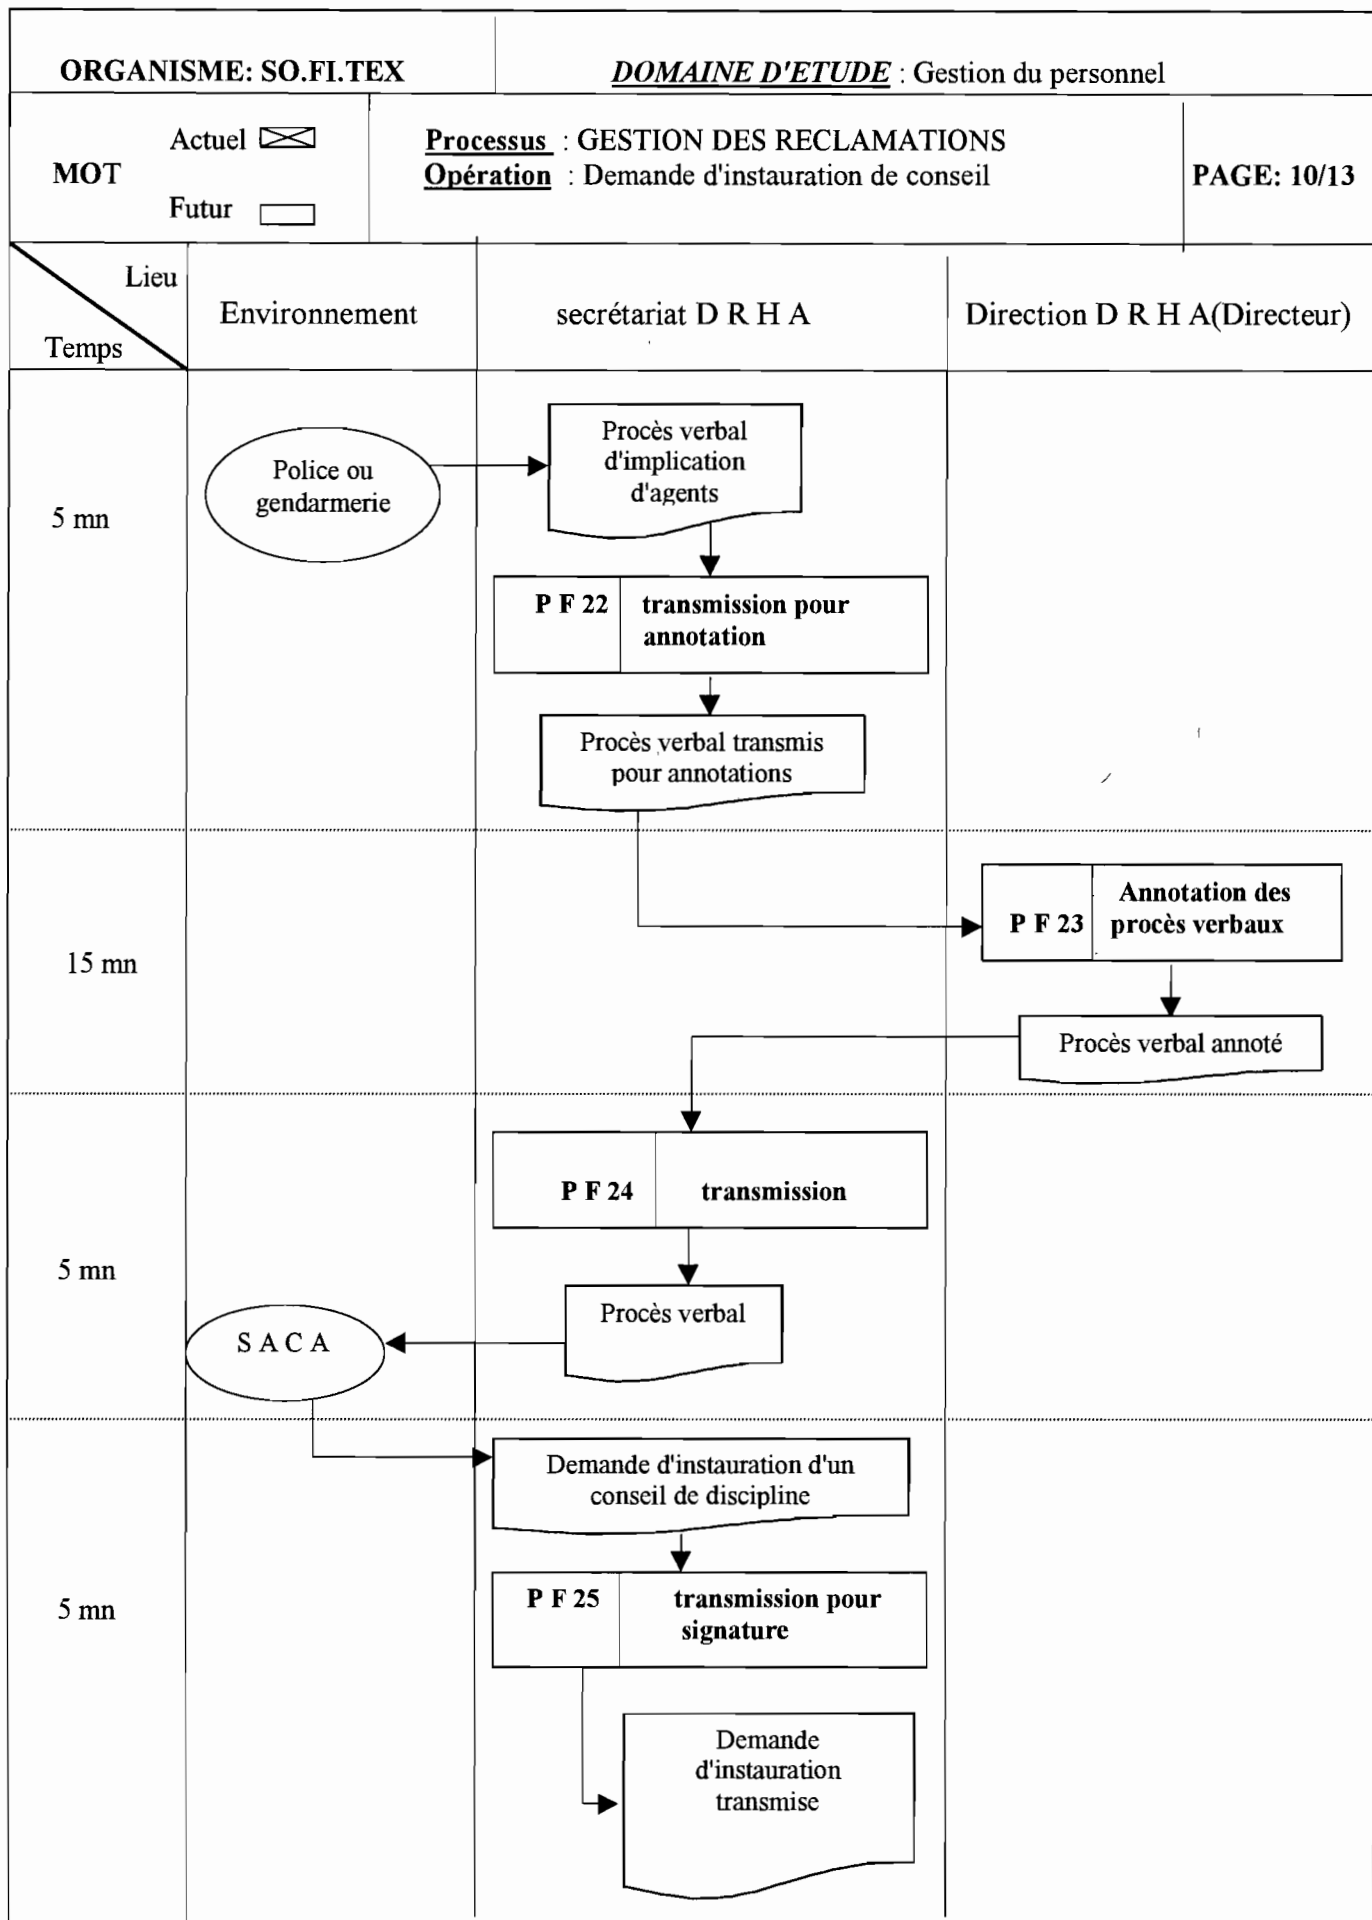 ORGANISME: SO.FI.TEX
DOMAINE D'ETUDE : Gestion du personnel
MOT
Actuel
Futur
Processus : GESTION DES RECLAMATIONS
Opération : Demande d'instauration de conseil
PAGE: 10/13
Lieu
Temps
Environnement
secrétariat D R H A
Direction D R H A(Directeur)
5 mn
Police ou
gendarmerie
Procès verbal
d'implication
d'agents
P F 22
transmission pour
annotation
Procès verbal transmis
pour annotations
15 mn
P F 23
Annotation des
procès verbaux
Procès verbal annoté
5 mn
P F 24
transmission
Procès verbal
S A C A
5 mn
Demande d'instauration d'un
conseil de discipline
P F 25
transmission pour
signature
Demande
d'instauration
transmise